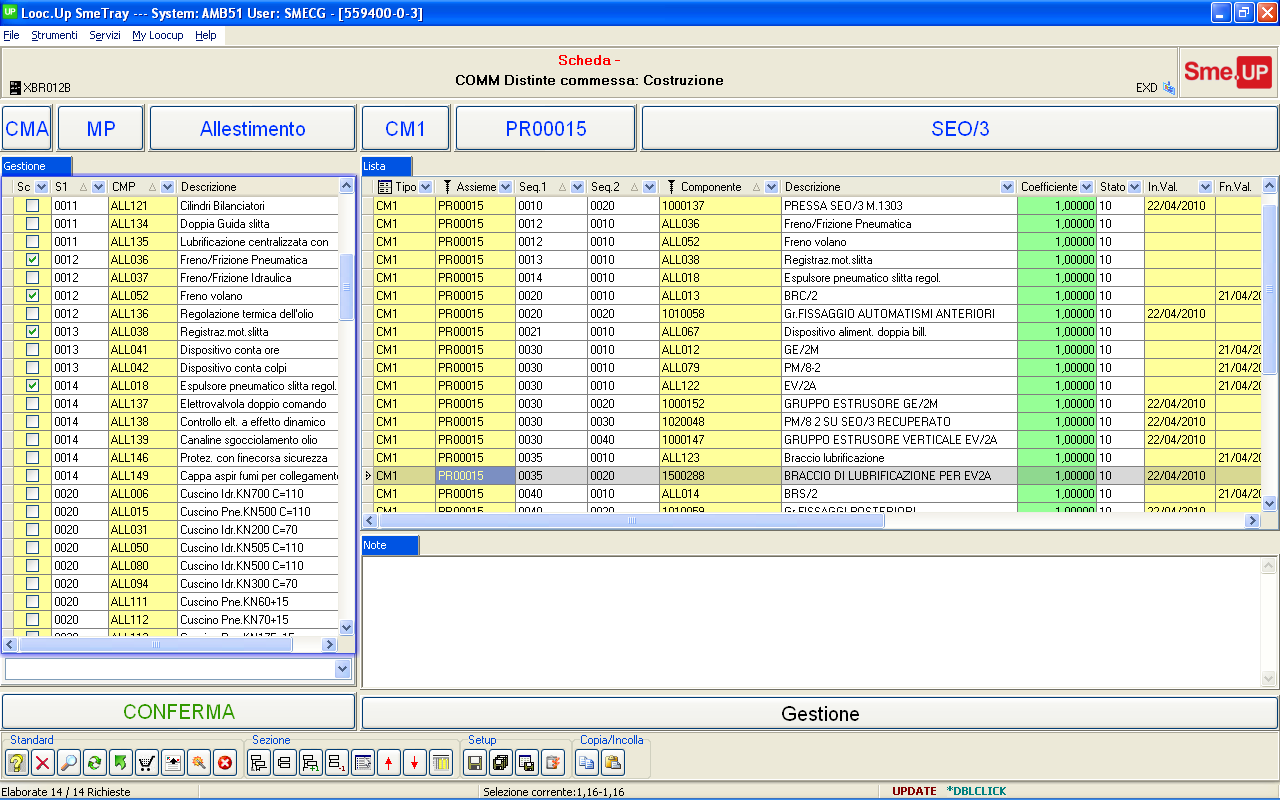 Looc.Up SmeTray --- System: AMB51 User: SMECG - [559400-0-3]
File Strumenti Servizi My Loocup Help
Scheda -
COMM Distinte commessa: Costruzione
XBR012B
EXD
Sme.UP
CMA MP Allestimento CM1 PR00015 SEO/3
Gestione
Sc S1 CMP Descrizione
0011 ALL121 Cilindri Bilanciatori
0011 ALL134 Doppia Guida slitta
0011 ALL135 Lubrificazione centralizzata con
0012 ALL036 Freno/Frizione Pneumatica
0012 ALL037 Freno/Frizione Idraulica
0012 ALL052 Freno volano
0012 ALL136 Regolazione termica dell'olio
0013 ALL038 Registraz.mot.slitta
0013 ALL041 Dispositivo conta ore
0013 ALL042 Dispositivo conta colpi
0014 ALL018 Espulsore pneumatico slitta regol.
0014 ALL137 Elettrovalvola doppio comando
0014 ALL138 Controllo elt. a effetto dinamico
0014 ALL139 Canaline sgocciolamento olio
0014 ALL146 Protez. con finecorsa sicurezza
0014 ALL149 Cappa aspir fumi per collegament
0020 ALL006 Cuscino Idr.KN700 C=110
0020 ALL015 Cuscino Pne.KN500 C=110
0020 ALL031 Cuscino Idr.KN200 C=70
0020 ALL050 Cuscino Idr.KN505 C=110
0020 ALL080 Cuscino Idr.KN500 C=110
0020 ALL094 Cuscino Idr.KN300 C=70
0020 ALL111 Cuscino Pne.KN60+15
0020 ALL112 Cuscino Pne.KN70+15
0020 ALL113 Cuscino Pne.KN175-15
CONFERMA
Lista
Tipo Assieme Seq.1 Seq.2 Componente Descrizione Coefficiente Stato In.Val. Fn.Val.
CM1 PR00015 0010 0020 1000137 PRESSA SEO/3 M.1303 1,00000 10 22/04/2010
CM1 PR00015 0012 0010 ALL036 Freno/Frizione Pneumatica 1,00000 10
CM1 PR00015 0012 0010 ALL052 Freno volano 1,00000 10
CM1 PR00015 0013 0010 ALL038 Registraz.mot.slitta 1,00000 10
CM1 PR00015 0014 0010 ALL018 Espulsore pneumatico slitta regol. 1,00000 10
CM1 PR00015 0020 0010 ALL013 BRC/2 1,00000 10 21/04/20
CM1 PR00015 0020 0020 1010058 Gr.FISSAGGIO AUTOMATISMI ANTERIORI 1,00000 10 22/04/2010
CM1 PR00015 0021 0010 ALL067 Dispositivo aliment. doppia bill. 1,00000 10
CM1 PR00015 0030 0010 ALL012 GE/2M 1,00000 10 21/04/20
CM1 PR00015 0030 0010 ALL079 PM/8-2 1,00000 10 21/04/20
CM1 PR00015 0030 0010 ALL122 EV/2A 1,00000 10 21/04/20
CM1 PR00015 0030 0020 1000152 GRUPPO ESTRUSORE GE/2M 1,00000 10 22/04/2010
CM1 PR00015 0030 0030 1020048 PM/8 2 SU SEO/3 RECUPERATO 1,00000 10 22/04/2010
CM1 PR00015 0030 0040 1000147 GRUPPO ESTRUSORE VERTICALE EV/2A 1,00000 10 22/04/2010
CM1 PR00015 0035 0010 ALL123 Braccio lubrificazione 1,00000 10 21/04/20
CM1 PR00015 0035 0020 1500288 BRACCIO DI LUBRIFICAZIONE PER EV2A 1,00000 10 22/04/2010
CM1 PR00015 0040 0010 ALL014 BRS/2 1,00000 10 21/04/20
CM1 PR00015 0040 0020 1010059 Gr.FISSAGGI POSTERIORI 1,00000 10 22/04/2010
Note
Gestione
Standard Sezione Setup Copia/Incolla
Elaborate 14 / 14 Richieste Selezione corrente:1,16-1,16 UPDATE *DBLCLICK